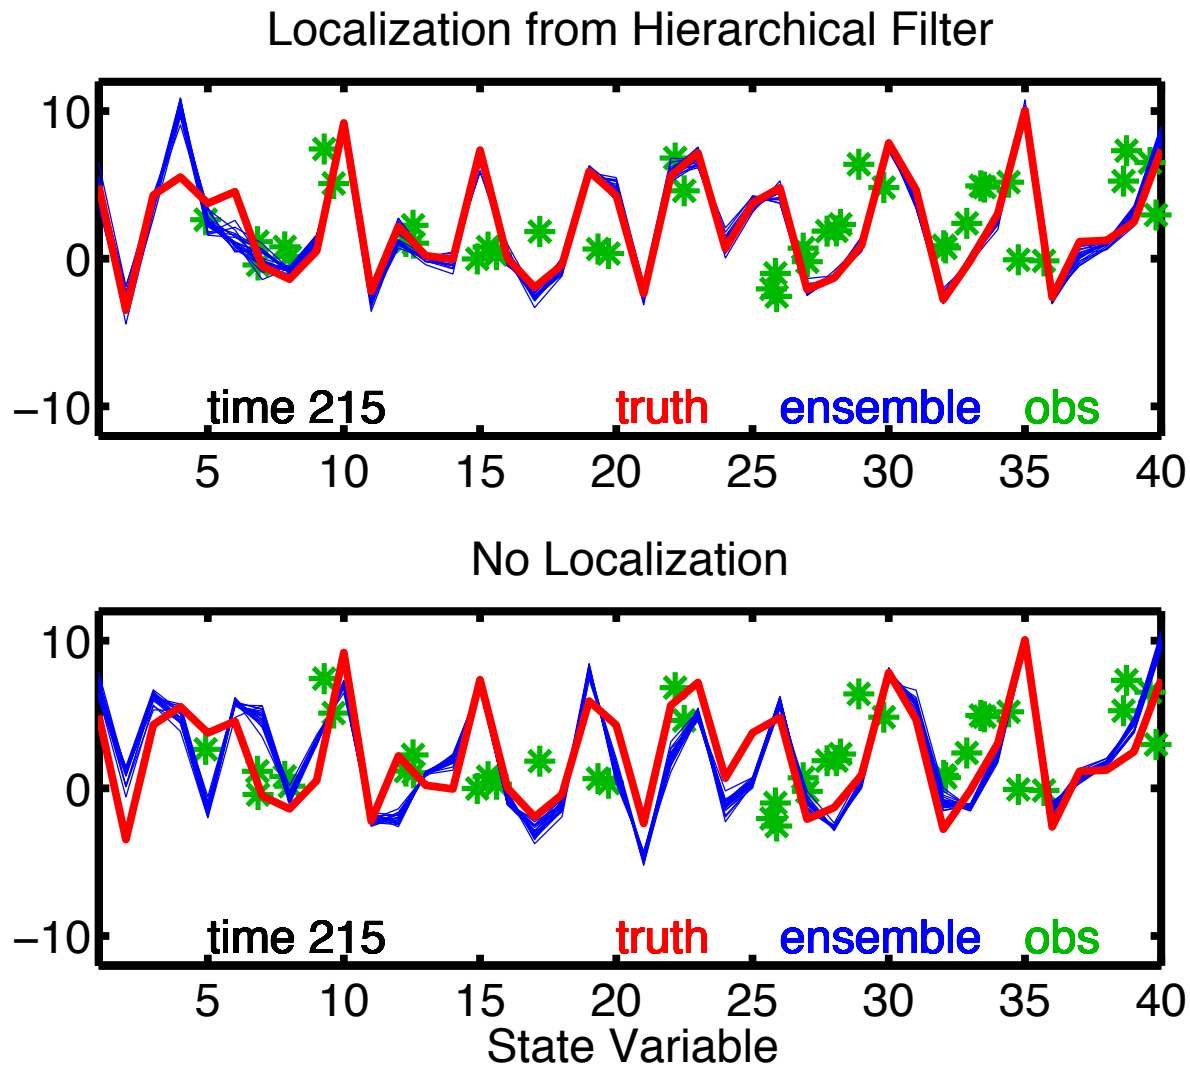 Localization from Hierarchical Filter
10
0
−10
time 215 truth ensemble obs
5 10 15 20 25 30 35 40
No Localization
10
0
−10
time 215 truth ensemble obs
5 10 15 20 25 30 35 40
State Variable